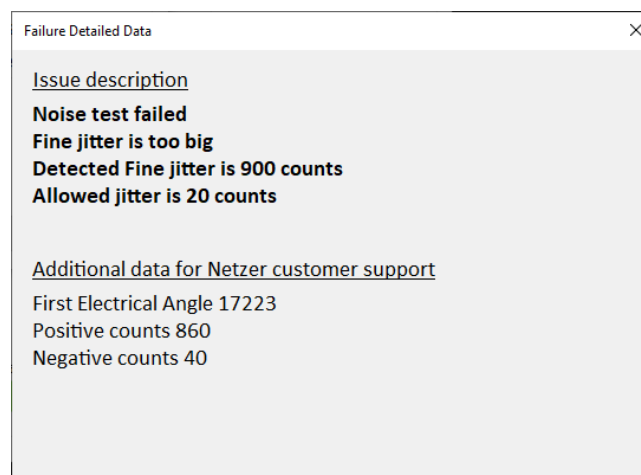 Failure Detailed Data
Issue description
Noise test failed
Fine jitter is too big
Detected Fine jitter is 900 counts
Allowed jitter is 20 counts
Additional data for Netzer customer support
First Electrical Angle 17223
Positive counts 860
Negative counts 40